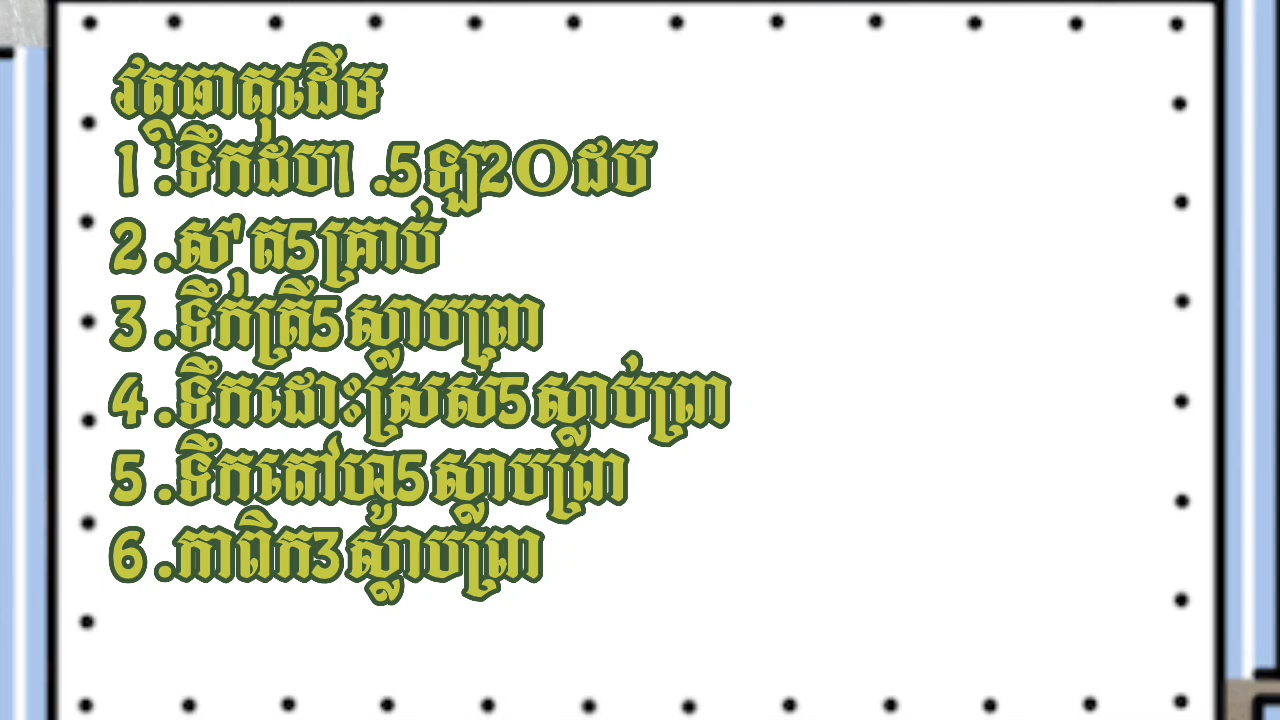 វត្ថុធាតុដើម
1 .ទឹកដប1 .5ឡ20ដប
2 .ស ុត5គ្រាប់
3 .ទឹកត្រី5ស្លាបព្រា
4 .ទឹកដោះស្រស់5ស្លាប់ព្រា
5 .ទឹកតៅហ៊ូ5ស្លាបព្រា
6 .កាពិក3ស្លាបព្រា